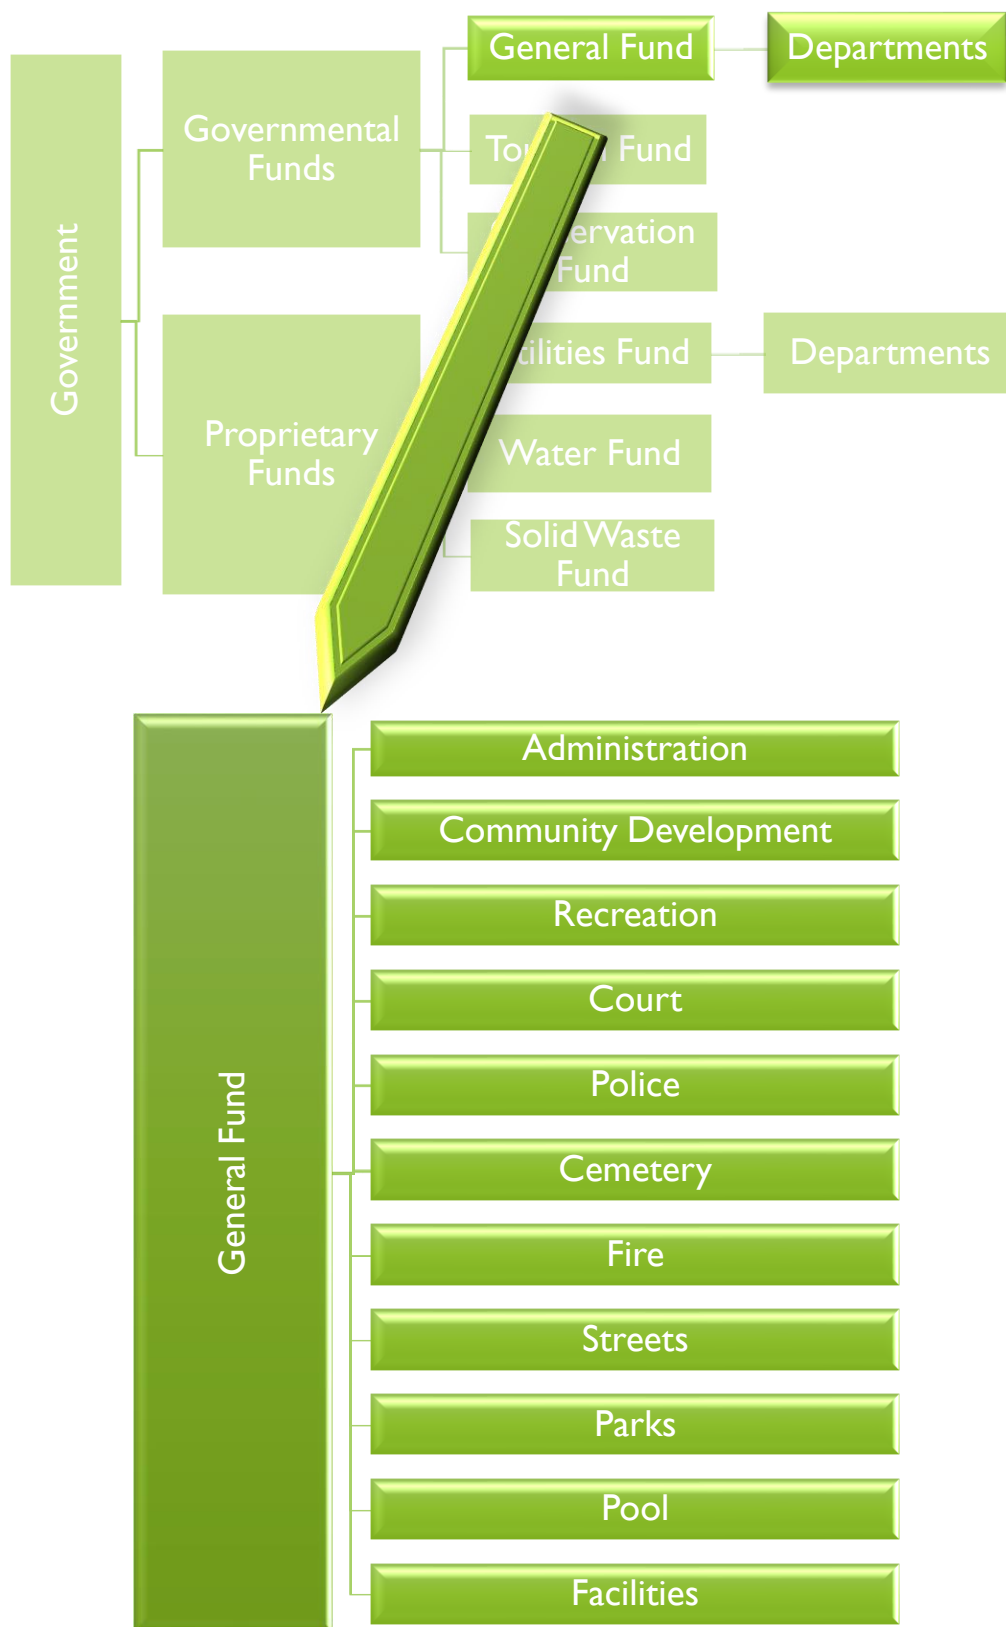 General Fund
Departments
Governmental
Funds
Fund
Government
Fund
Fund
Departments
Proprietary
Funds
Water Fund
Solid Waste
Fund
Administration
Community Development
Recreation
Court
Police
Cemetery
General Fund
Fire
Streets
Parks
Pool
Facilities